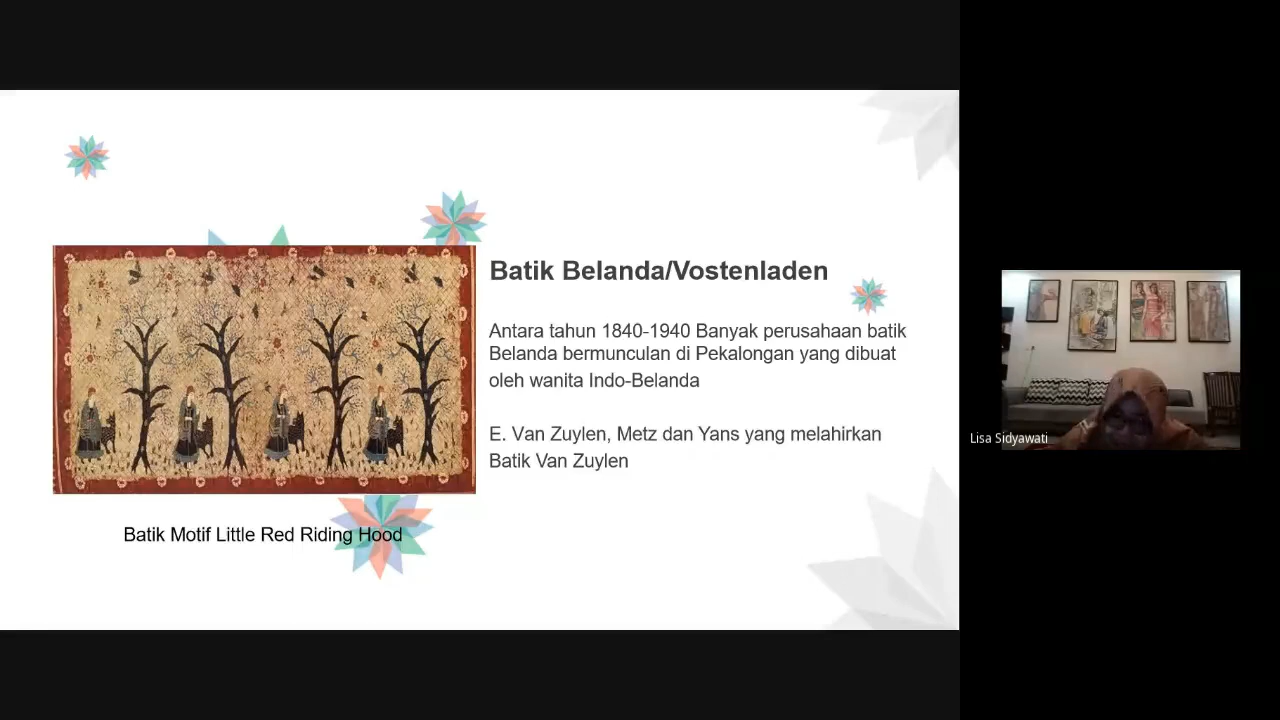 Batik Belanda/Vostenladen
Antara tahun 1840-1940 Banyak perusahaan batik
Belanda bermunculan di Pekalongan yang dibuat
oleh wanita Indo-Belanda
E. Van Zuylen, Metz dan Yans yang melahirkan
Batik Van Zuylen
Batik Motif Little Red Riding Hood
Lisa Sidyawati